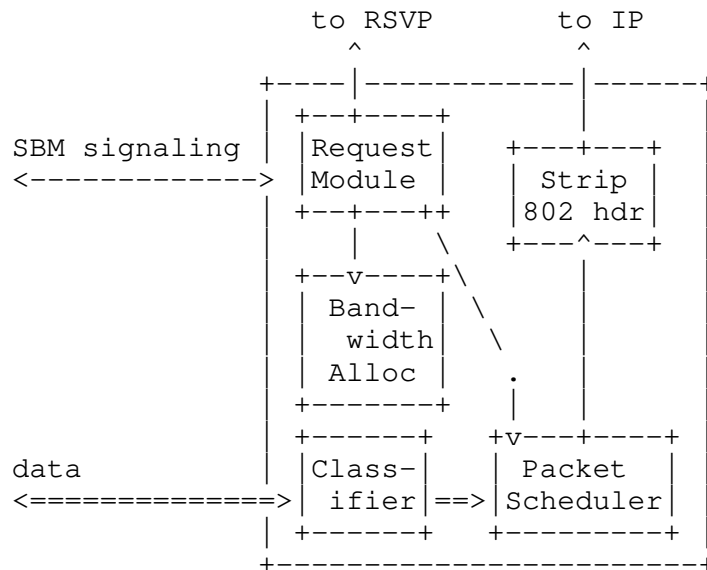 to RSVP to IP
Request
SBM signaling
Module
Strip
802 hdr
Band-
width
Alloc
data
Class-
ifier
Packet
Scheduler